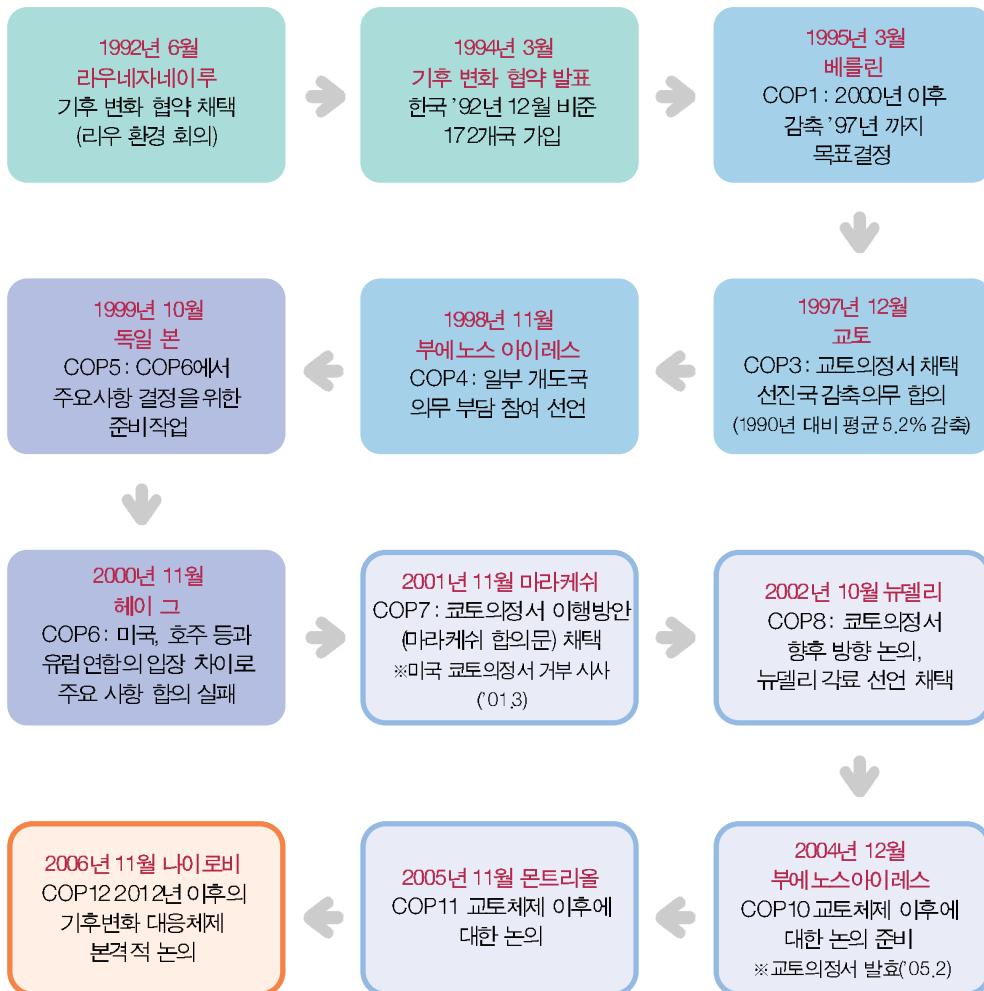 1992년 6월
라우네자네이루
기후 변화 협약 채택
(리우 환경 회의)
1994년 3월
기후 변화 협약 발표
한국 '92년 12월 비준
172개국 가입
1995년 3월
베를린
COP1 : 2000년 이후
감축 '97년 까지
목표결정
1997년 12월
교토
COP3 : 교토의정서 채택
선진국 감축의무 합의
(1990년 대비 평균 5.2% 감축)
1998년 11월
부에노스 아이레스
COP4 : 일부 개도국
의무 부담 참여 선언
1999년 10월
독일 본
COP5 : COP6에서
주요사항 결정을 위한
준비작업
2000년 11월
헤이 그
COP6 : 미국, 호주 등과
유럽연합의 입장 차이로
주요 사항 합의 실패
2001년 11월 마라케쉬
COP7 : 쿄토의정서 이행방안
(마라케쉬 합의문) 채택
※미국 쿄토의정서 거부 시사
('01.3)
2002년 10월 뉴델리
COP8 : 쿄토의정서
향후 방향 논의,
뉴델리 각료 선언 채택
2004년 12월
부에노스아이레스
COP10 교토체제 이후에
대한 논의 준비
※교토의정서 발효('05.2)
2005년 11월 몬트리올
COP11 교토체제 이후에
대한 논의
2006년 11월 나이로비
COP12 2012년 이후의
기후변화 대응체제
본격적 논의